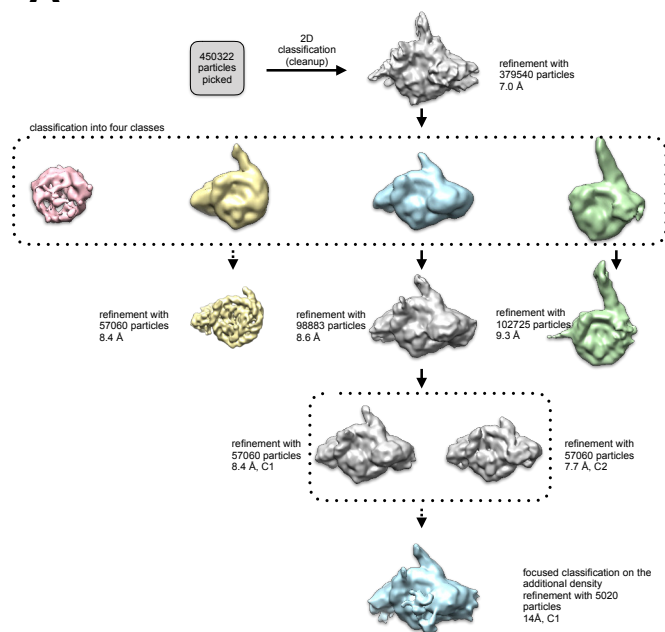 450322
particles
picked
2D
classification
(cleanup)
refinement with
379540 particles
7.0 Å
classification into four classes
refinement with
57060 particles
8.4 Å
refinement with
98883 particles
8.6 Å
refinement with
102725 particles
9.3 Å
refinement with
57060 particles
8.4 Å, C1
refinement with
57060 particles
7.7 Å, C2
focused classification on the
additional density
refinement with 5020
particles
14Å, C1